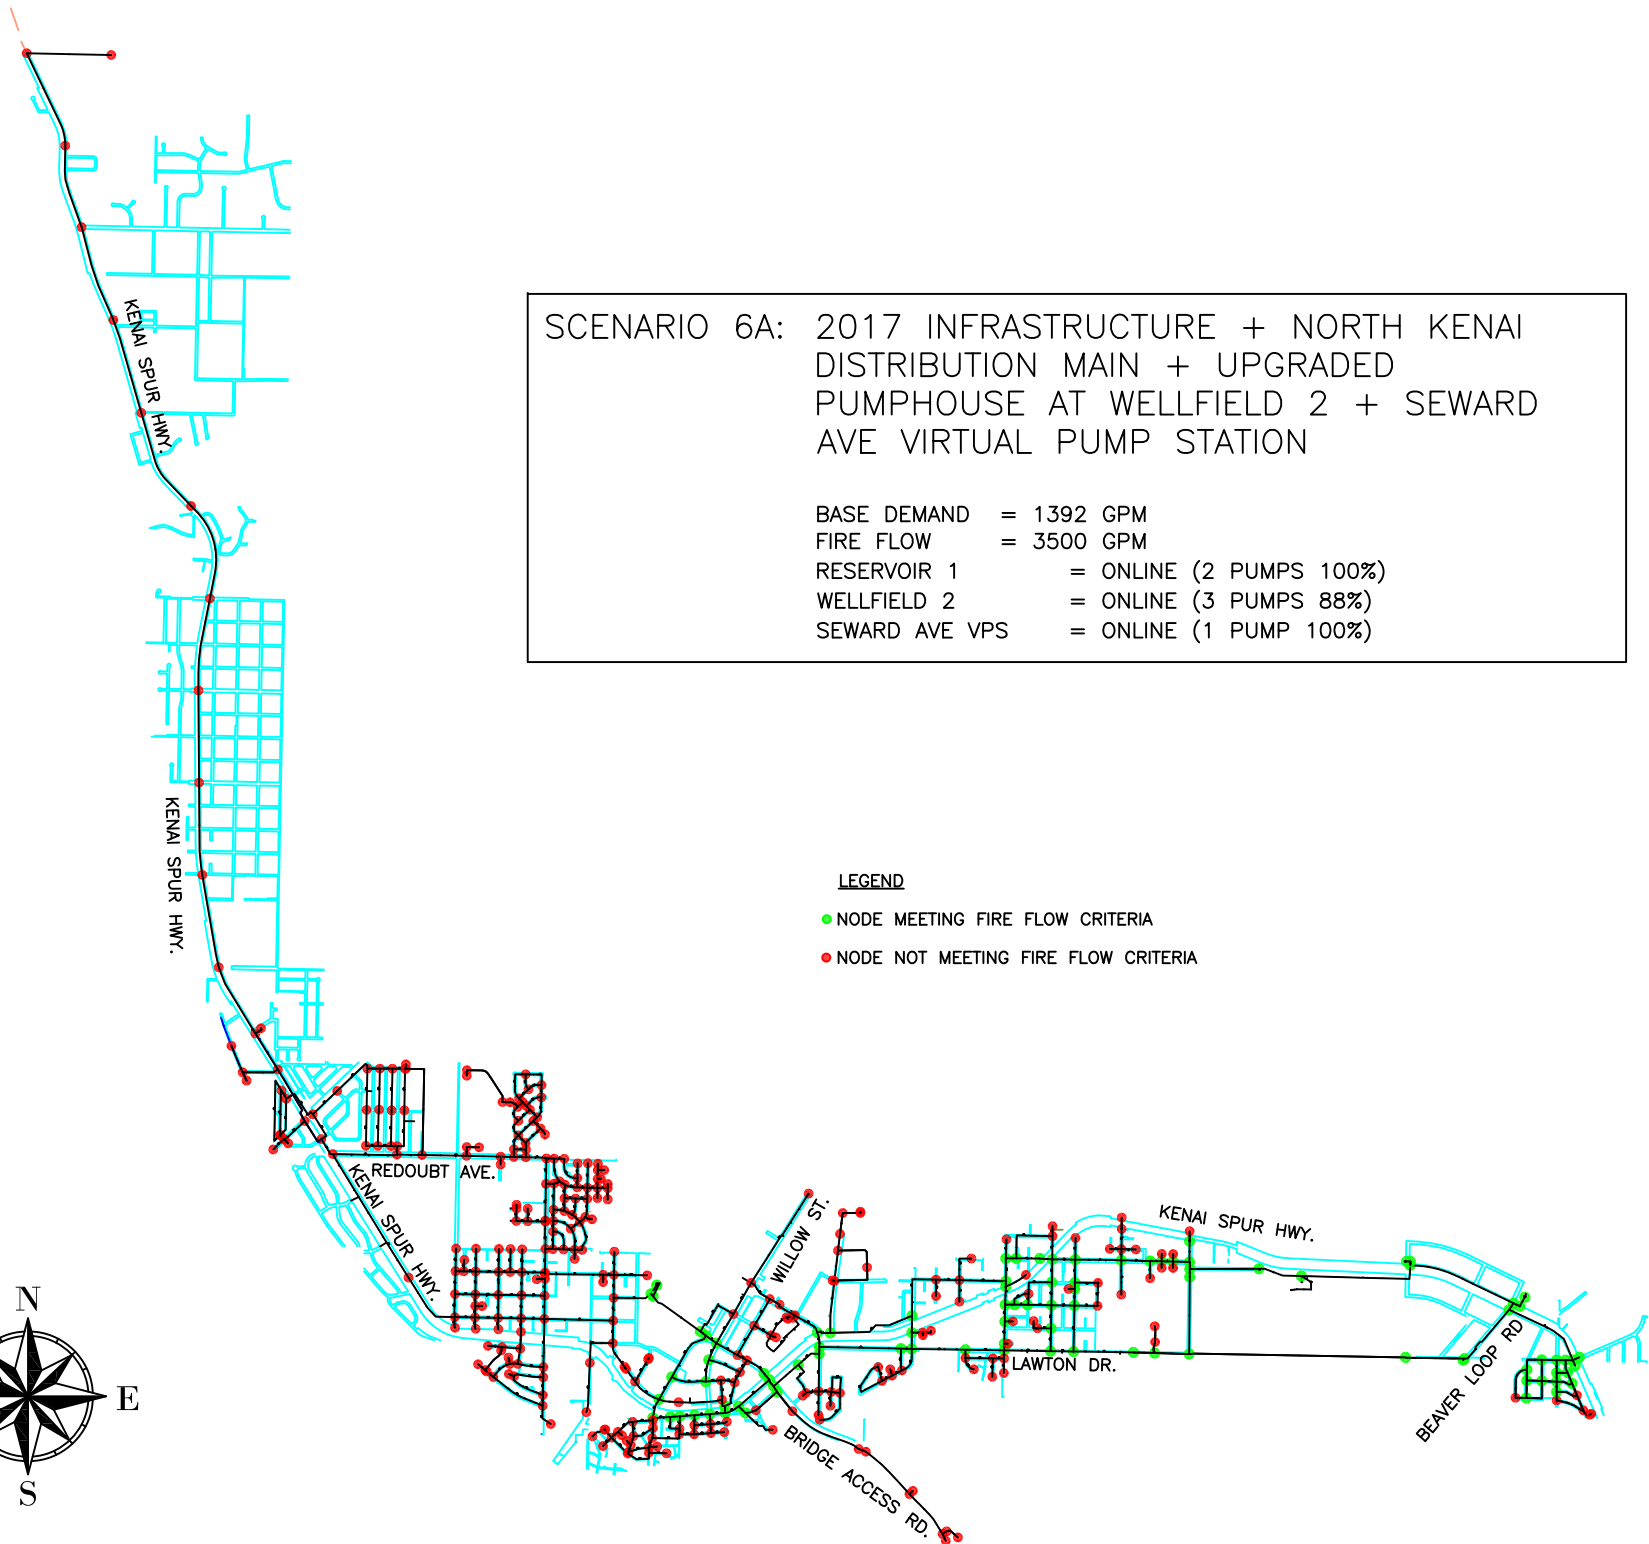 SCENARIO 6A: 2017 INFRASTRUCTURE + NORTH KENAI
DISTRIBUTION MAIN + UPGRADED
PUMPHOUSE AT WELLFIELD 2 + SEWARD
AVE VIRTUAL PUMP STATION
BASE DEMAND = 1392 GPM
FIRE FLOW = 3500 GPM
RESERVOIR 1 = ONLINE (2 PUMPS 100%)
WELLFIELD 2 = ONLINE (3 PUMPS 88%)
SEWARD AVE VPS = ONLINE (1 PUMP 100%)
KENAI SPUR HWY.
KENAI SPUR HWY.
LEGEND
NODE MEETING FIRE FLOW CRITERIA
NODE NOT MEETING FIRE FLOW CRITERIA
REDOUBT AVE.
KENAI SPUR HWY.
WILLOW ST.
KENAI SPUR HWY.
LAWTON DR.
BEAVER LOOP RD
BRIDGE ACCESS RD.
N
E
S